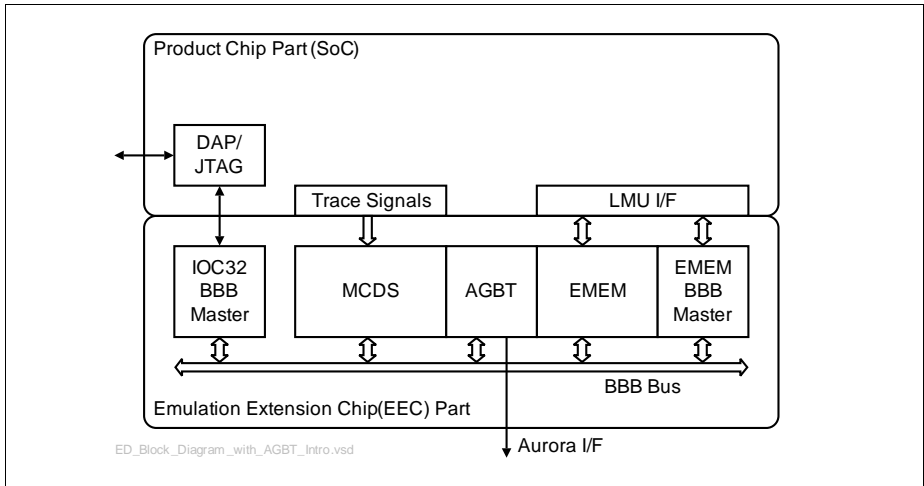 Product Chip Part (SoC)
DAP/
JTAG
Trace Signals
LMU I/F
IOC32
BBB
Master
MCDS
AGBT
EMEM
EMEM
BBB
Master
BBB Bus
Emulation Extension Chip(EEC) Part
ED_Block_Diagram_with_AGBT_Intro.vsd
Aurora I/F